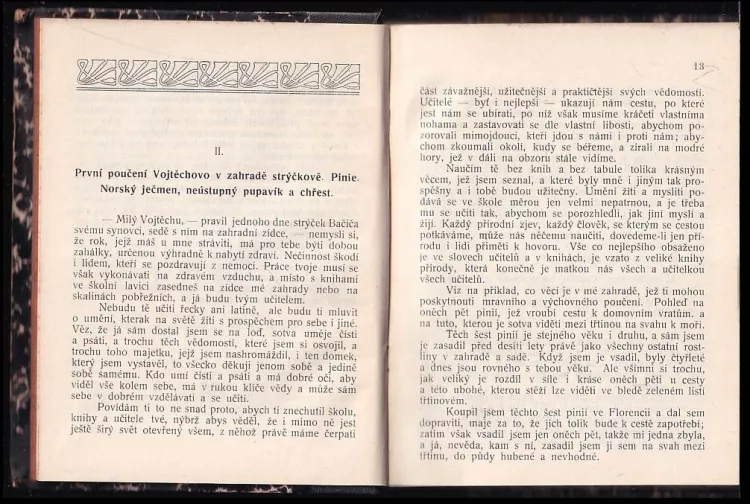 II.
První poučení Vojtěchovo v zahradě strýčkově. Pinie.
Norský ječmen, neústupný pupavík a chřest.
— Milý Vojtěchu, — pravil jednoho dne strýček Bačiča
svému synovci, sedě s ním na zahradní zídce, — nemysli si,
že rok, jejž máš u mne stráviti, má pro tebe býti dobou
zahálky, určenou výhradně k nabytí zdraví. Nečinnost škodí
i lidem, kteří se pozdravují z nemoci. Práce tvoje musí se
však vykonávati na zdravém vzduchu, a místo s knihami
ve školní lavici zasedneš na zídce mé zahrady nebo na
skalinách pobřežních, a já budu tvým učitelem.
Nebudu tě učiti řecky ani latině, ale budu ti mluviti
o umění, kterak na světě žíti s prospěchem pro sebe i jiné.
Věz, že já sám dostal jsem se na loď, sotva uměje čísti
a psáti, a trochu těch vědomostí, které jsem si osvojil, a
trochu toho majetku, jejž jsem nashromáždil, i ten domek,
který jsem vystavěl, to všecko děkuji jenom sobě a jedině
sobě samému. Kdo umí čísti a psáti a má dobré oči, aby
viděl vše kolem sebe, má v rukou klíče vědy a může sám
sebe v dobrém vzdělávati a se učiti.
Povídám ti to ne snad proto, abych ti znechutil školu,
knihy a učitele tvé, nýbrž abys věděl, že i mimo ně jest
ještě širý svět otevřený všem, z něhož právě máme čerpati
13
část závažnější, užitečnější a praktičtější svých vědomostí.
Učitelé — byť i nejlepší — ukazují nám cestu, po které
jest nám se ubírati, po níž však musíme kráčeti vlastníma
nohama a zastavovati se dle vlastní libosti, abychom po-
zorovali mimojdoucí, kteří jdou s námi i proti nám; aby-
chom zkoumali okolí, kudy se béřeme, a zírali na modré
hory, jež v dáli na obzoru stále vidíme.
Naučím tě bez knih a bez tabule tolika krásným
věcem, jež jsem seznal, a které byly mně i jiným tak pro-
spěšny a i tobě budou užitečny. Umění žíti a mysliti po-
dává se ve škole měrou jen velmi nepatrnou, a je třeba
mu se učiti tak, abychom se porozhlédli, jak jiní myslí a
žijí. Každý přírodní zjev, každý člověk, se kterým se cestou
potkáváme, může nás něčemu naučiti, dovedeme-li jen pří-
rodu i lidi přiměti k hovoru. Vše co nejlepšího obsaženo
je ve slovech učitelů a v knihách, je vzato z veliké knihy
přírody, která konečně je matkou nás všech a učitelkou
všech učitelů.
Viz na příklad, co věcí je v mé zahradě, jež ti mohou
poskytnouti mravního a výchovného poučení. Pohleď na
oněch pět pinií, jež vroubí cestu k domovním vratům, a
na tuto, kterou je sotva viděti mezi třtinou na svahu k moři.
Těch šest pinií je stejného věku i druhu, a sám jsem
je zasadil před desíti lety právě jako všechny ostatní rost-
liny v zahradě a sadě. Když jsem je vsadil, byly čtyřleté
a dnes jsou rovného s tebou věku. Ale všimni si trochu,
jak veliký je rozdíl v síle i kráse oněch pěti u cesty
a této ubohé, kterou stěží lze viděti ve bledě zeleném listí
třtinovém.
Koupil jsem těchto šest pinií ve Florencii a dal sem
dopraviti, maje za to, že jich tolik bude k cestě zapotřebí;
zatím však vsadil jsem jen oněch pět, takže mi jedna zbyla,
a já, nevěda, kam s ní, zasadil jsem ji sem na svah mezi
třtinu, do půdy hubené a nevhodné.